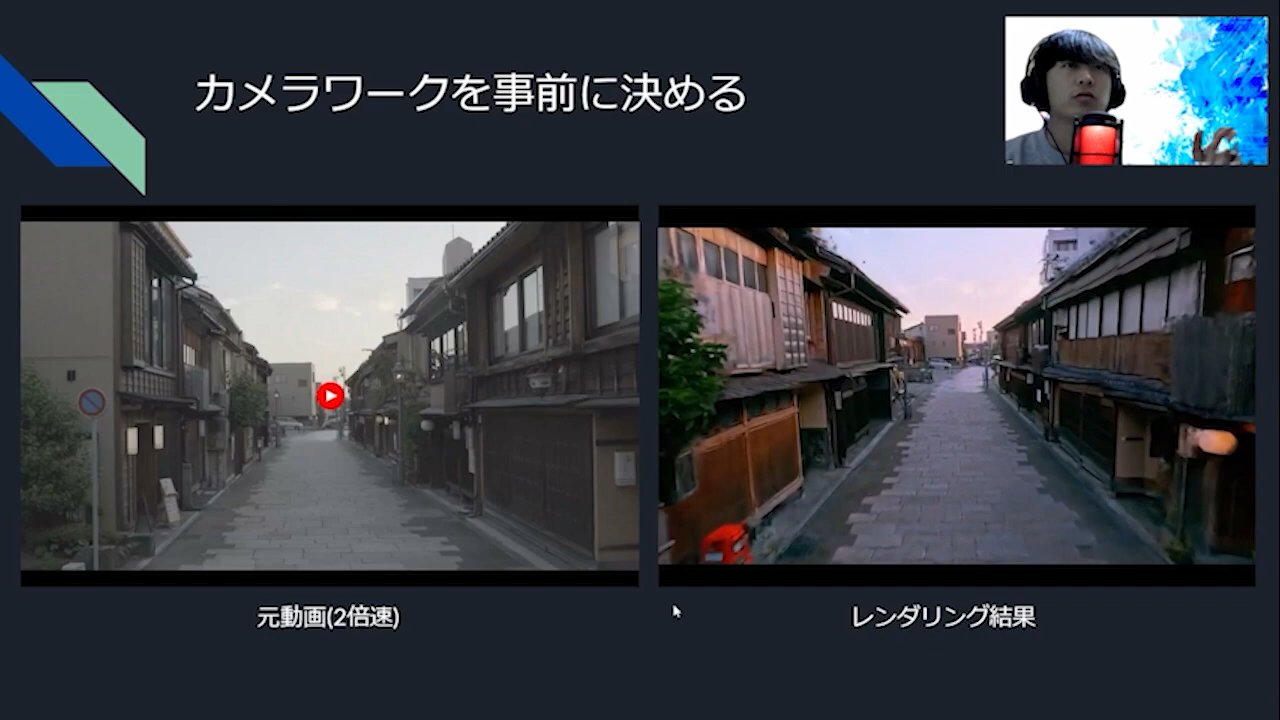 カメラワークを事前に決める
元動画(2倍速)
レンダリング結果